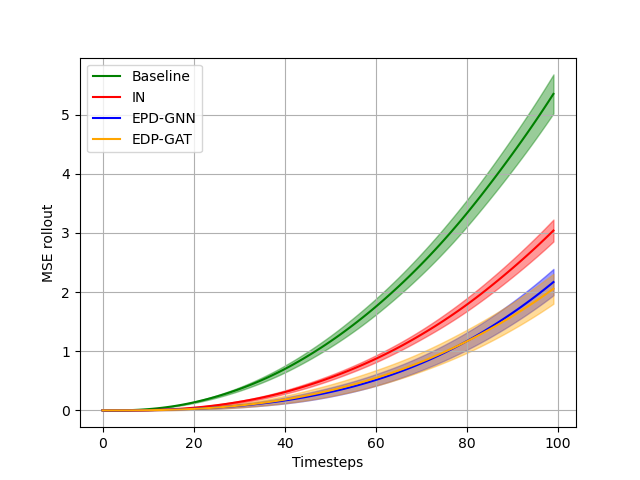 Baseline
IN
EPD-GNN
EDP-GAT
MSE rollout
5
4
3
2
1
0
0 20 40 60 80 100
Timesteps